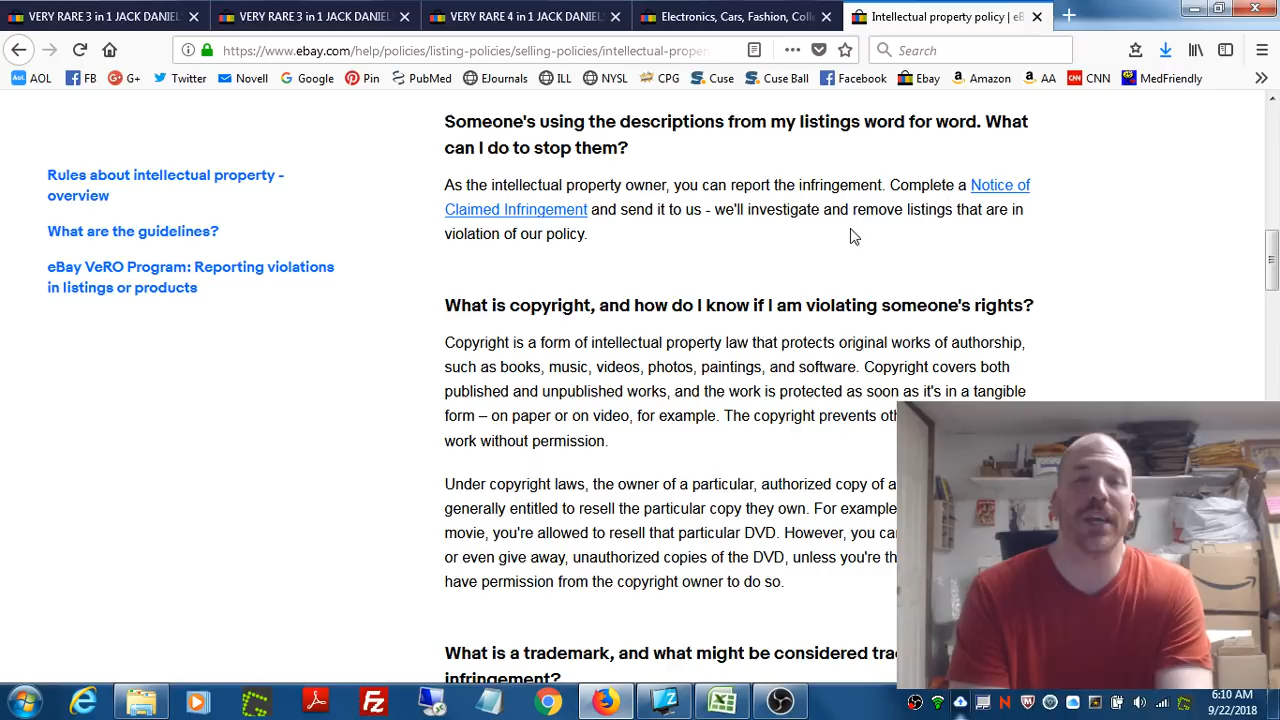 VERY RARE 3 in 1 JACK DANIEL
VERY RARE 3 in 1 JACK DANIEL
VERY RARE 4 in 1 JACK DANIEL
Electronics, Cars, Fashion, Coll
Intellectual property policy | eB
https://www.ebay.com/help/policies/listing-policies/selling-policies/intellectual-proper
Search
Aol. AOL
FB
G+
Twitter
Novell
Google
Pin
PubMed
EJournals
ILL
NYSL
CPG
Cuse
Cuse Ball
Facebook
Ebay
Amazon
AA
CNN
MedFriendly
Rules about intellectual property -
overview
What are the guidelines?
eBay VeRO Program: Reporting violations
in listings or products
Someone's using the descriptions from my listings word for word. What
can I do to stop them?
As the intellectual property owner, you can report the infringement. Complete a Notice of
Claimed Infringement and send it to us - we'll investigate and remove listings that are in
violation of our policy.
What is copyright, and how do I know if I am violating someone's rights?
Copyright is a form of intellectual property law that protects original works of authorship,
such as books, music, videos, photos, paintings, and software. Copyright covers both
published and unpublished works, and the work is protected as soon as it's in a tangible
form – on paper or on video, for example. The copyright prevents oth
work without permission.
Under copyright laws, the owner of a particular, authorized copy of a
generally entitled to resell the particular copy they own. For example
movie, you're allowed to resell that particular DVD. However, you can
or even give away, unauthorized copies of the DVD, unless you're th
have permission from the copyright owner to do so.
What is a trademark, and what might be considered trad
infringement?
6:10 AM
9/22/2018